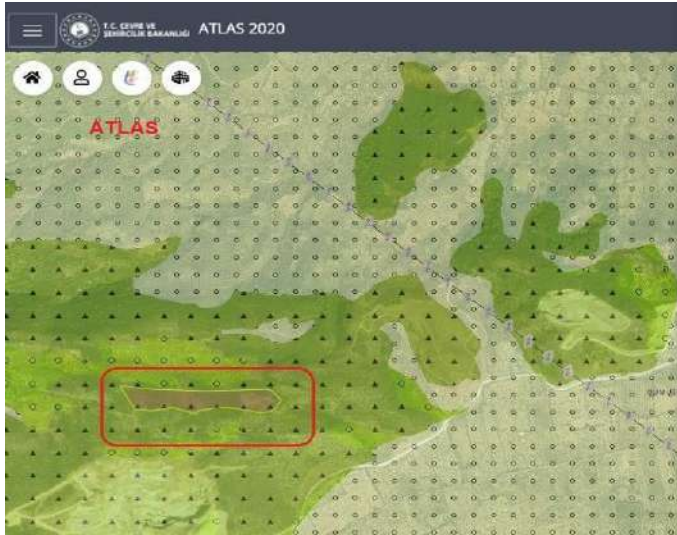 T.C. ÇEVRE VE
ŞEHİRCİLİK BAKANLIĞI
ATLAS 2020
ATLAS